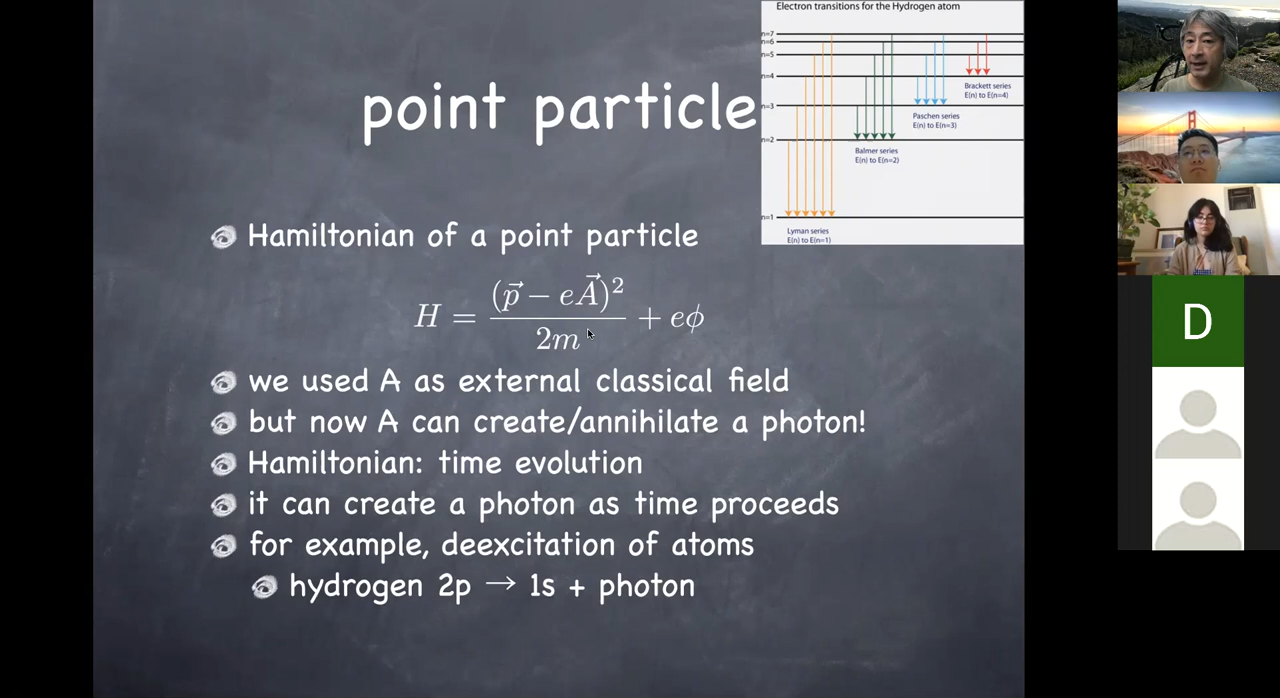 Electron transitions for the Hydrogen atom
n=7
n=6
n=5
n=4
n=3
n=2
n=1
Brackett series
E(n) to E(n=4)
Paschen series
E(n) to E(n=3)
Balmer series
E(n) to E(n=2)
Lyman series
E(n) to E(n=1)
point particle
Hamiltonian of a point particle
H = (p⃗ − eA⃗)² / 2m + eϕ
we used A as external classical field
but now A can create/annihilate a photon!
Hamiltonian: time evolution
it can create a photon as time proceeds
for example, deexcitation of atoms
hydrogen 2p → 1s + photon
D